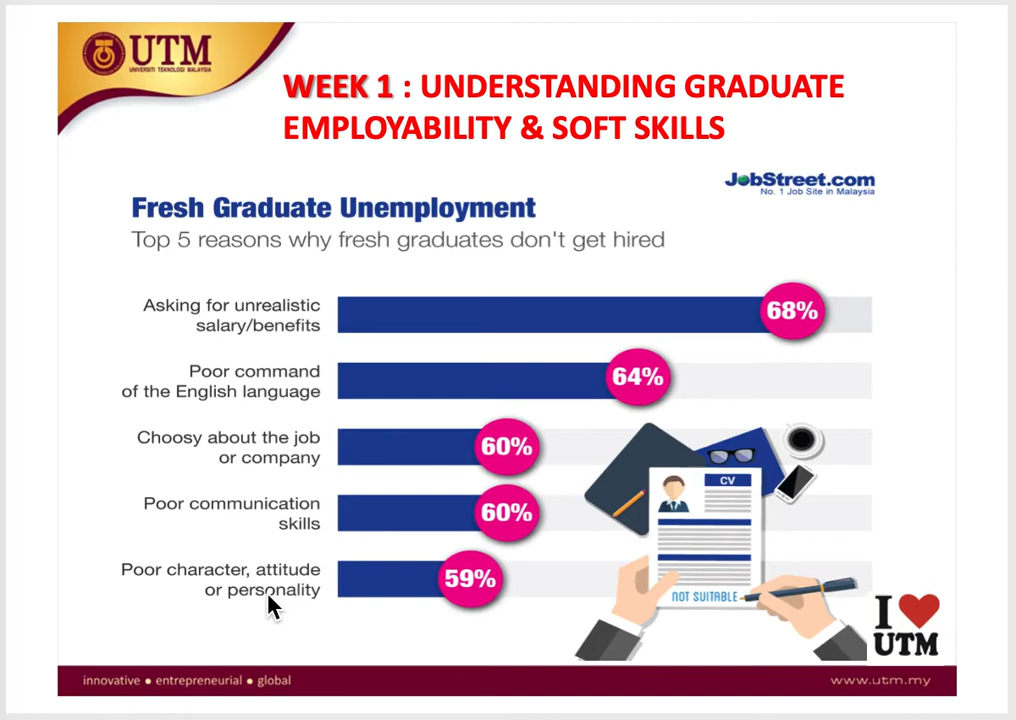 UTM
UNIVERSITI TEKNOLOGI MALAYSIA
WEEK 1 : UNDERSTANDING GRADUATE
EMPLOYABILITY & SOFT SKILLS
JobStreet.com
No. 1 Job Site in Malaysia
Fresh Graduate Unemployment
Top 5 reasons why fresh graduates don't get hired
Asking for unrealistic
salary/benefits
68%
Poor command
of the English language
64%
Choosy about the job
or company
60%
Poor communication
skills
60%
Poor character, attitude
or personality
59%
CV
NOT SUITABLE
I
UTM
innovative ● entrepreneurial ● global
www.utm.my